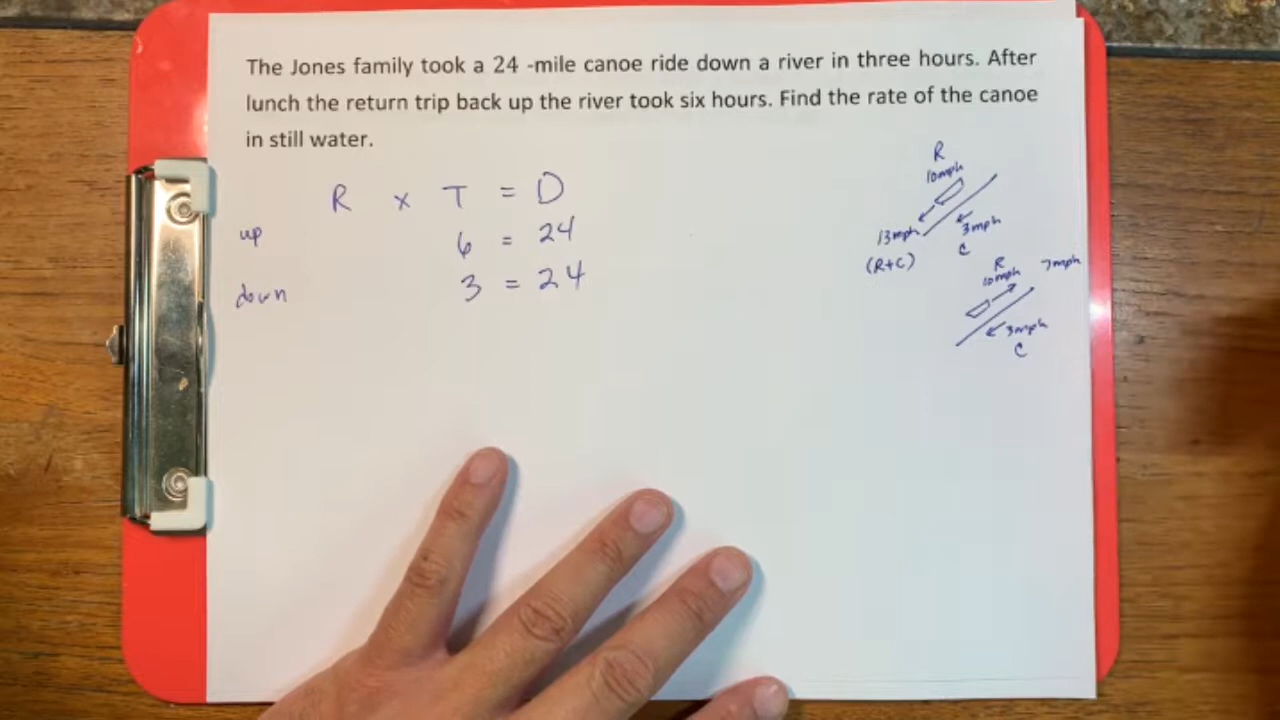 The Jones family took a 24 -mile canoe ride down a river in three hours. After
lunch the return trip back up the river took six hours. Find the rate of the canoe
in still water.
R x T = D
up 6 = 24
down 3 = 24
R
10mph
13mph
3mph
(R+C)
C
R
10mph
7mph
3mph
C